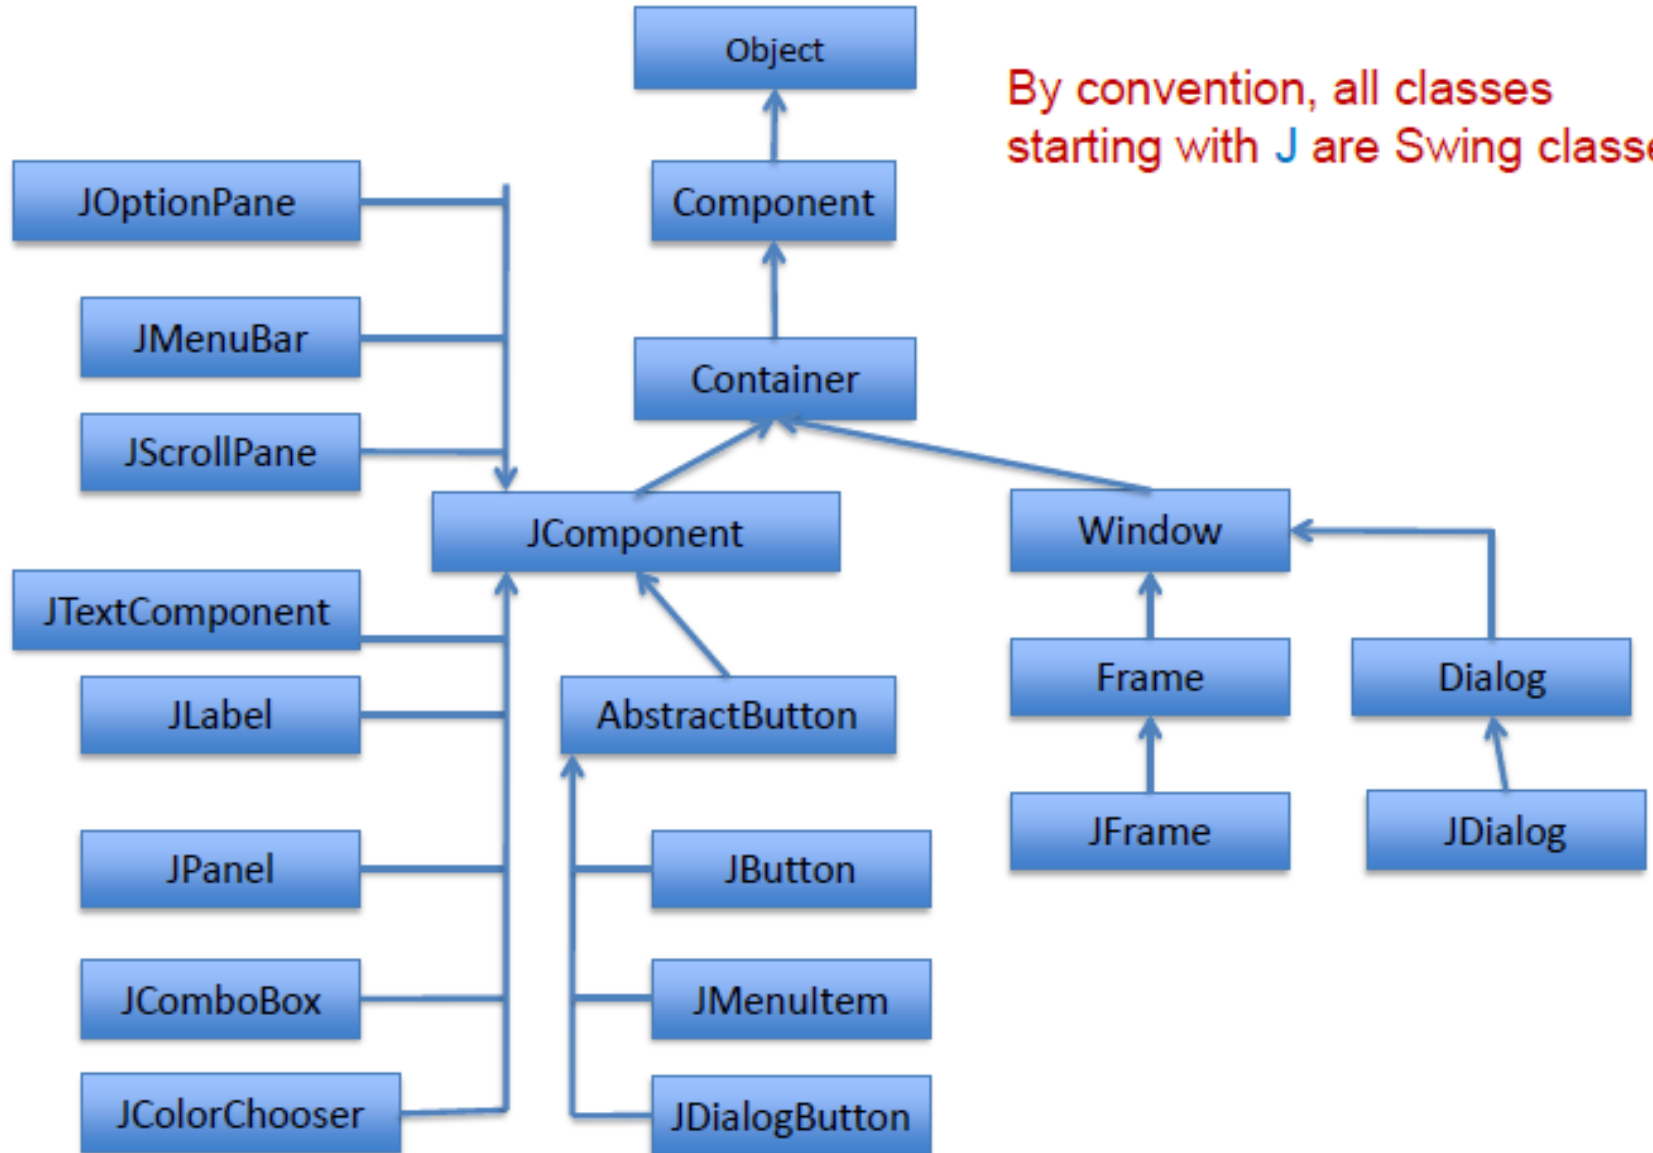 Object
By convention, all classes
starting with J are Swing classe
JOptionPane
Component
JMenuBar
Container
JScrollPane
JComponent
Window
JTextComponent
Frame
Dialog
JLabel
AbstractButton
JFrame
JDialog
JPanel
JButton
JComboBox
JMenuItem
JColorChooser
JDialogButton